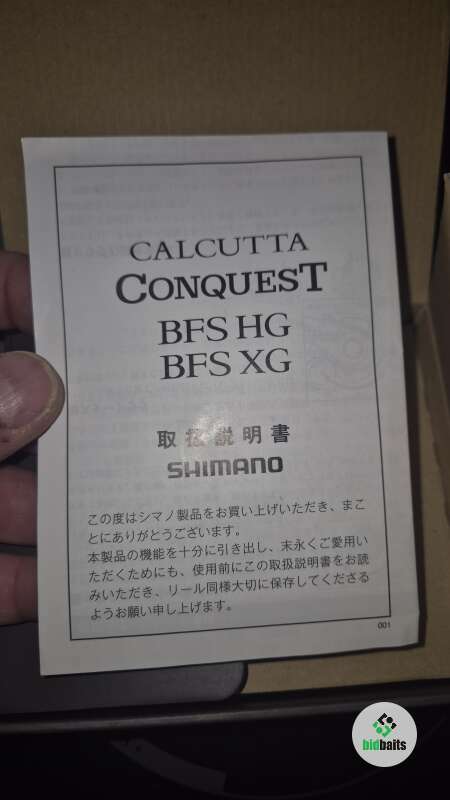 CALCUTTA
CONQUEST
BFS HG
BFS XG
取扱説明書
SHIMANO
この度はシマノ製品をお買い上げいただき、まこ
とにありがとうございます。
本製品の機能を十分に引き出し、末永くご愛用い
ただくためにも、使用前にこの取扱説明書をお読
みいただき、リール同様大切に保存してくださる
ようお願い申し上げます。
001
bidbaits